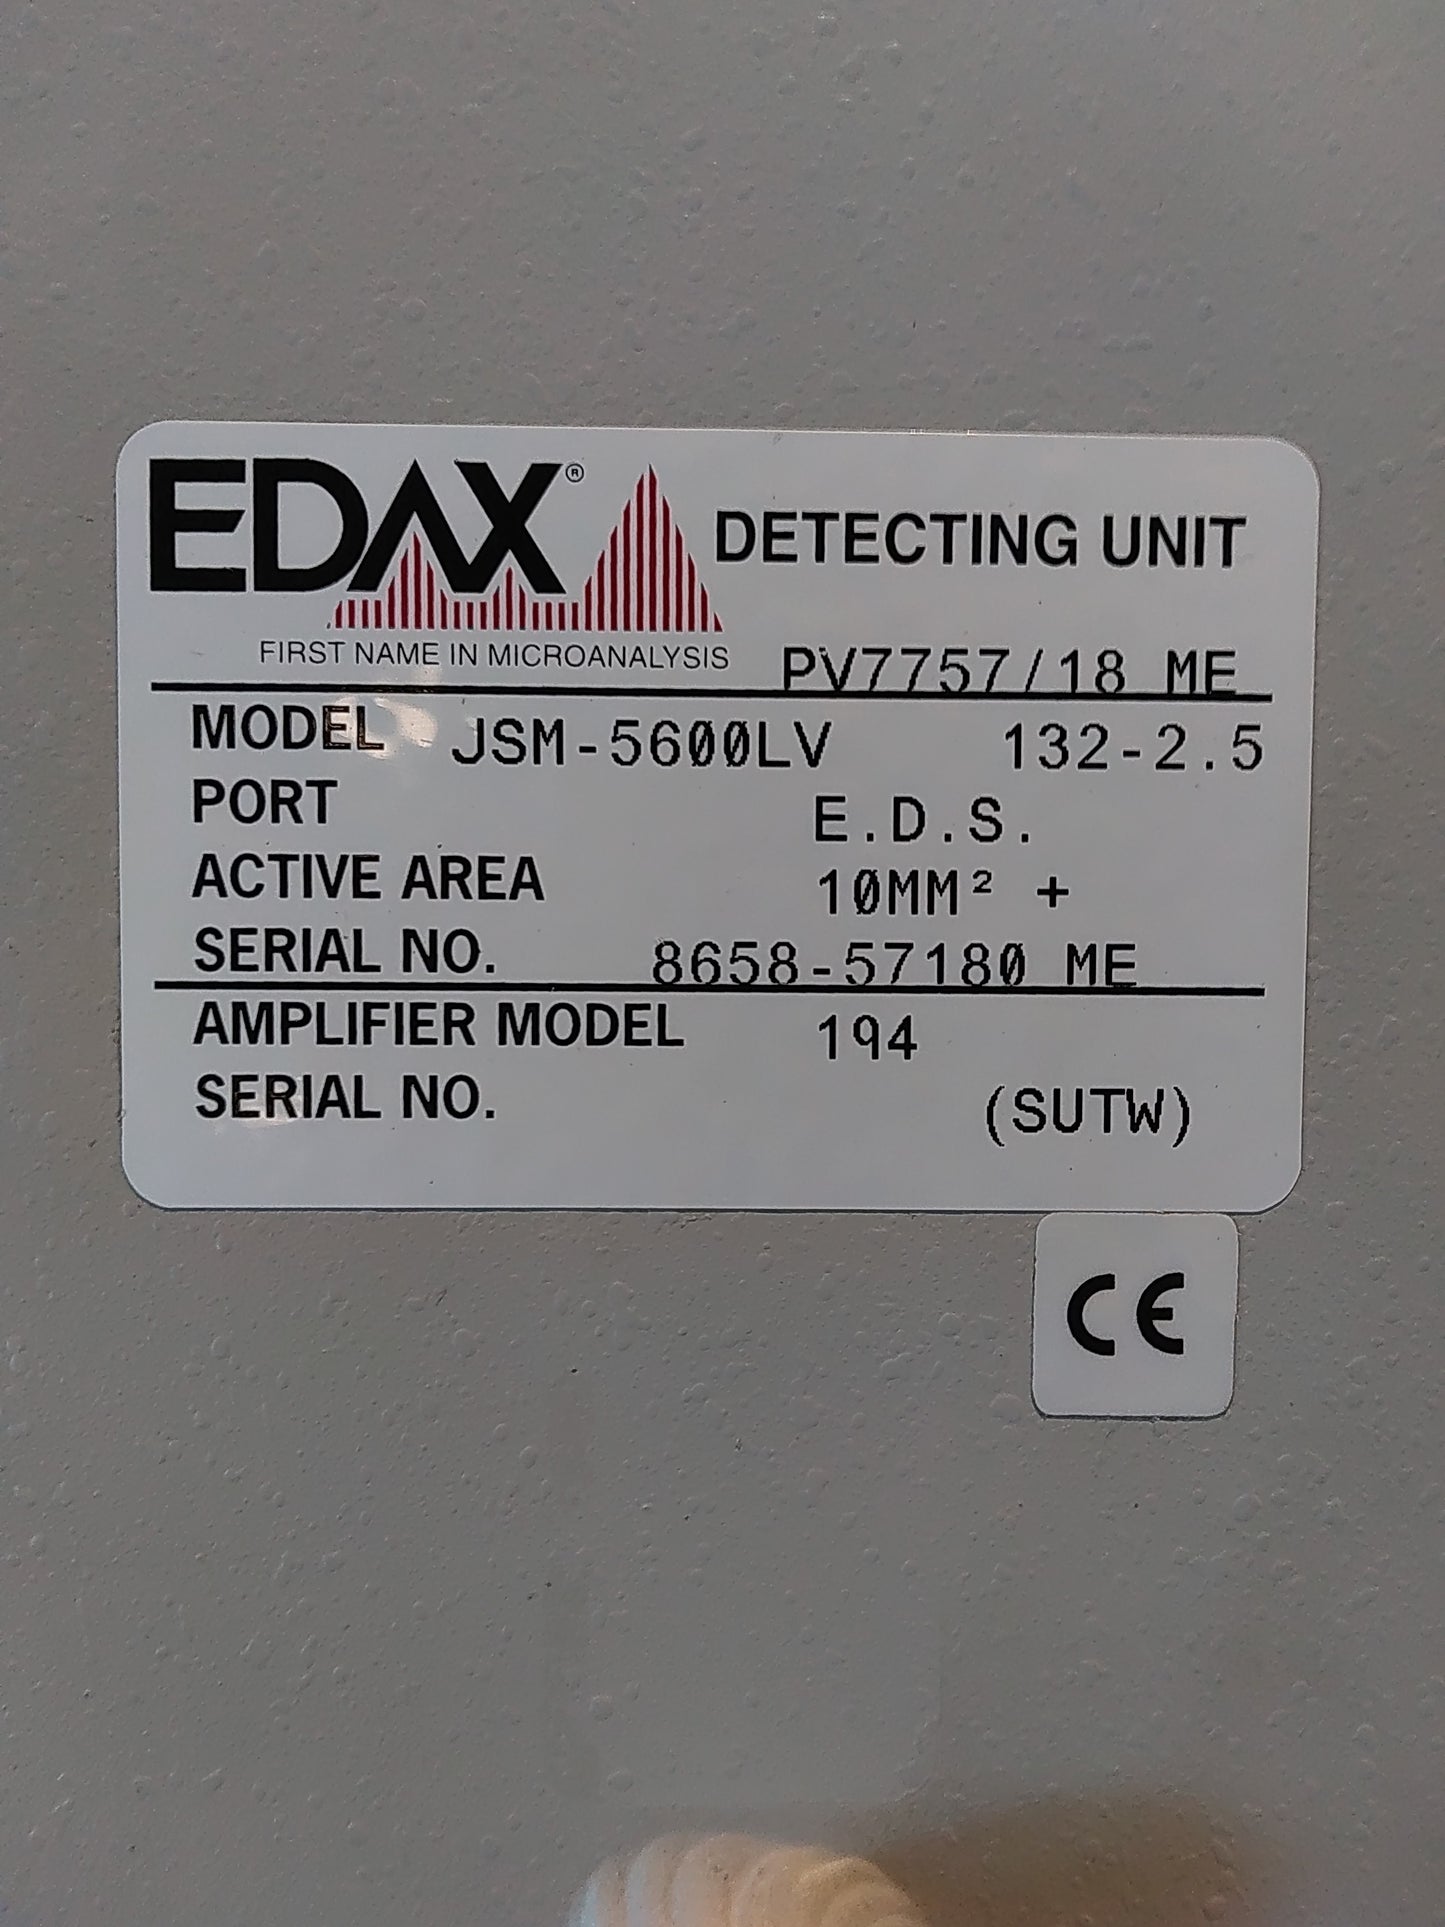 EDAX® DETECTING UNIT
FIRST NAME IN MICROANALYSIS PV7757/18 ME
MODEL JSM-5600LV 132-2.5
PORT E.D.S.
ACTIVE AREA 10MM² +
SERIAL NO. 8658-57180 ME
AMPLIFIER MODEL 194
SERIAL NO. (SUTW)
CE